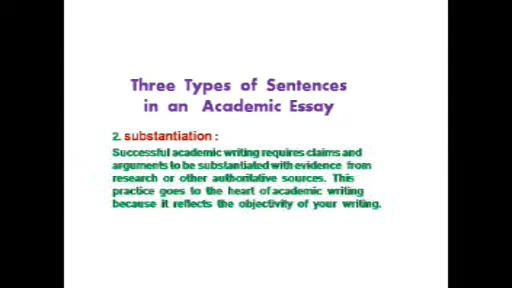 Three Types of Sentences
in an Academic Essay
2. substantiation :
Successful academic writing requires claims and
arguments to be substantiated with evidence from
research or other authoritative sources. This
practice goes to the heart of academic writing
because it reflects the objectivity of your writing.